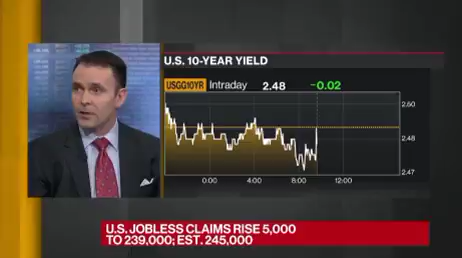 U.S. 10-YEAR YIELD
USGG10YR Intraday 2.48 -0.02
2.50
2.48
2.47
0:00 4:00 8:00 12:00
U.S. JOBLESS CLAIMS RISE 5,000
TO 239,000; EST. 245,000